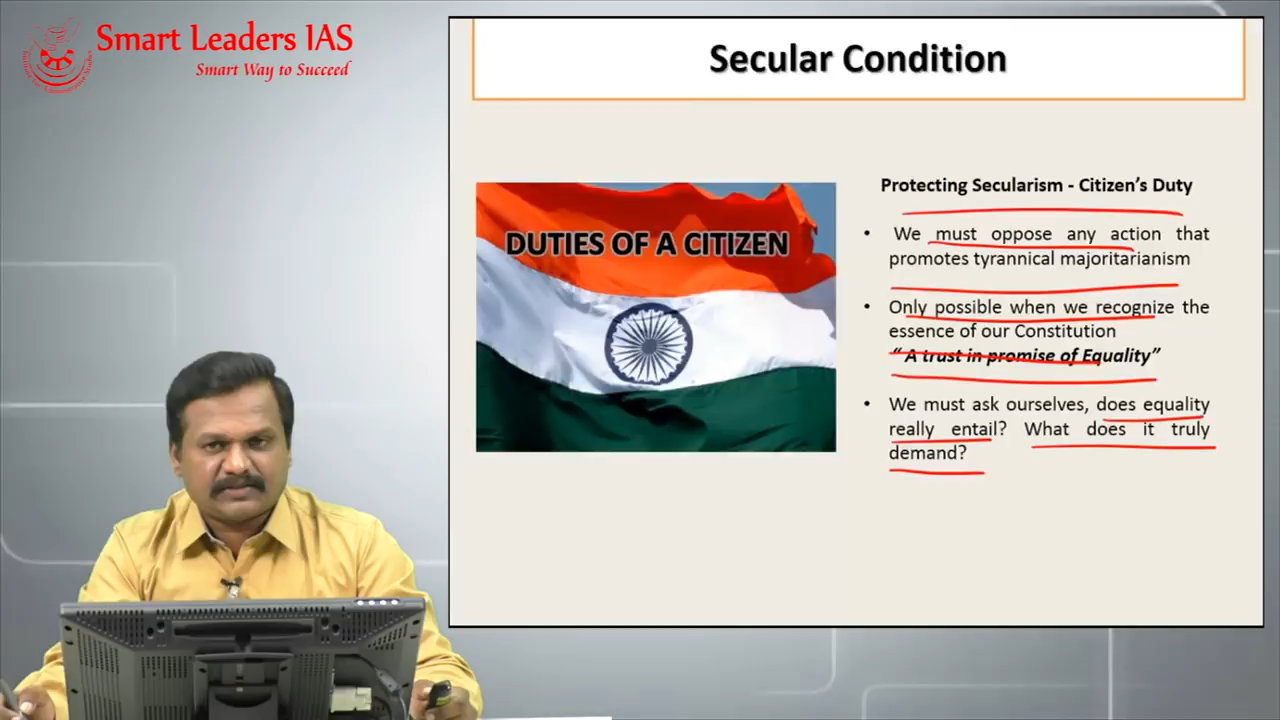 Smart Leaders IAS
Smart Way to Succeed
Secular Condition
DUTIES OF A CITIZEN
Protecting Secularism - Citizen's Duty
• We must oppose any action that
promotes tyrannical majoritarianism
• Only possible when we recognize the
essence of our Constitution
" A trust in promise of Equality"
• We must ask ourselves, does equality
really entail? What does it truly
demand?